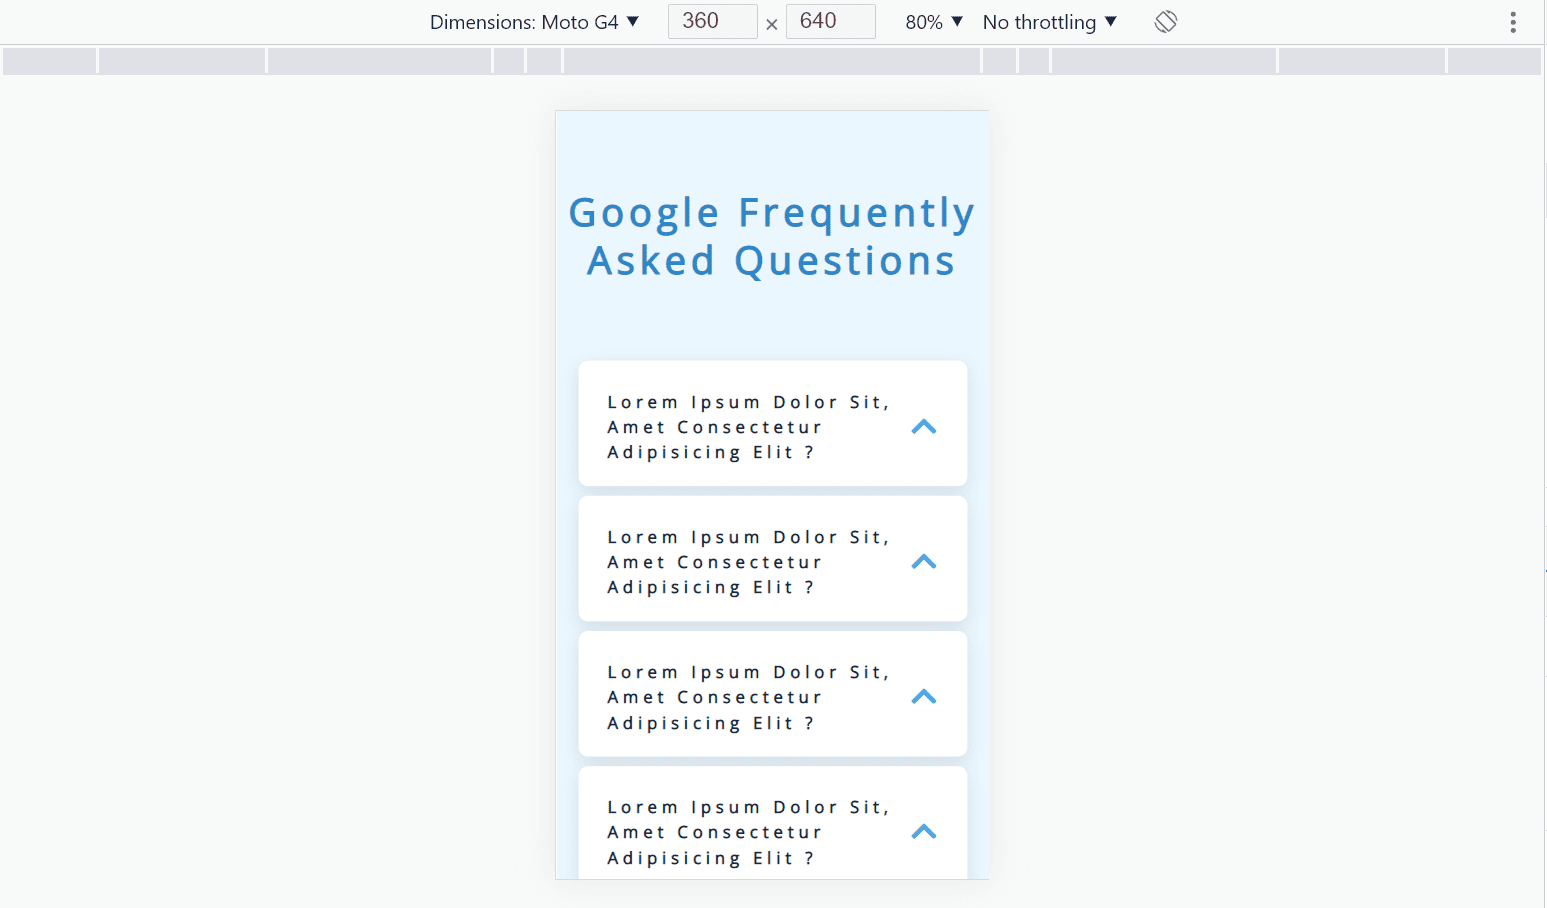 Dimensions: Moto G4 ▼ 360 × 640 80% ▼ No throttling ▼
Google Frequently
Asked Questions
Lorem Ipsum Dolor Sit,
Amet Consectetur
Adipisicing Elit ?
Lorem Ipsum Dolor Sit,
Amet Consectetur
Adipisicing Elit ?
Lorem Ipsum Dolor Sit,
Amet Consectetur
Adipisicing Elit ?
Lorem Ipsum Dolor Sit,
Amet Consectetur
Adipisicing Elit ?